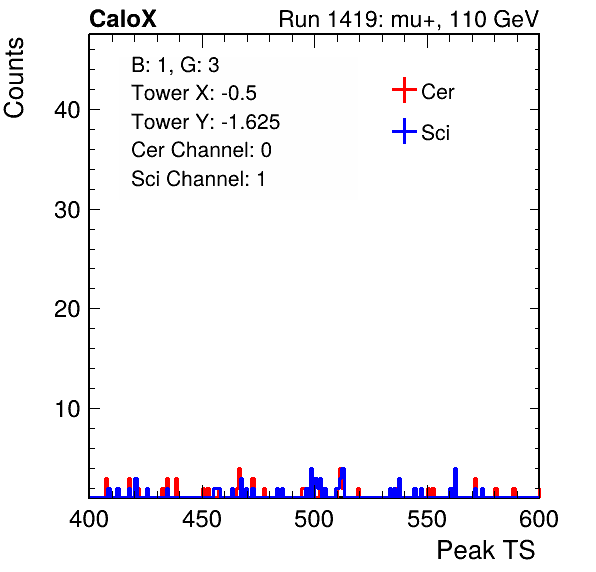 CaloX Run 1419: mu+, 110 GeV
Counts
B: 1, G: 3
Tower X: -0.5
Tower Y: -1.625
Cer Channel: 0
Sci Channel: 1
Cer
Sci
40
30
20
10
400 450 500 550 600
Peak TS